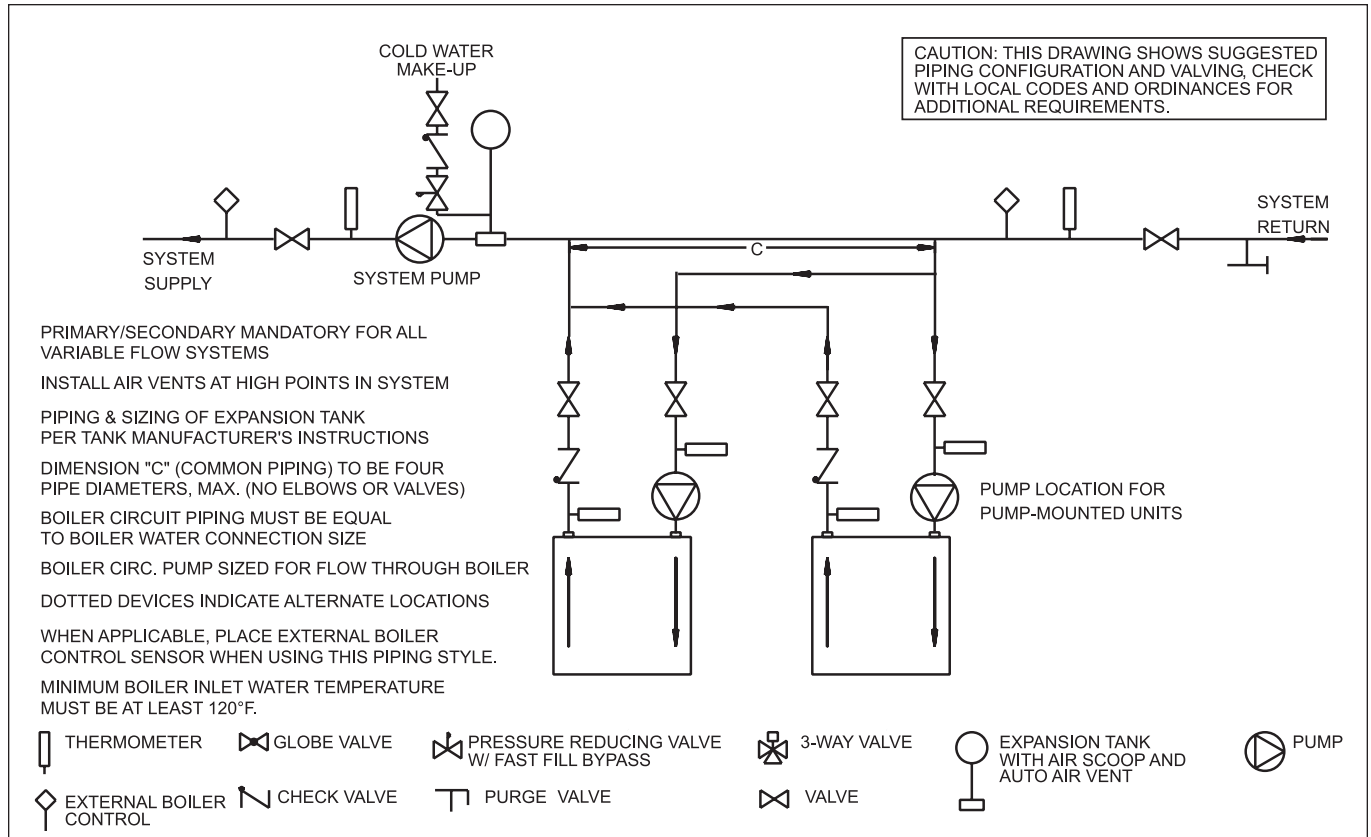 COLD WATER
MAKE-UP
CAUTION: THIS DRAWING SHOWS SUGGESTED
PIPING CONFIGURATION AND VALVING, CHECK
WITH LOCAL CODES AND ORDINANCES FOR
ADDITIONAL REQUIREMENTS.
SYSTEM
RETURN
SYSTEM
SUPPLY
SYSTEM PUMP
C
PRIMARY/SECONDARY MANDATORY FOR ALL
VARIABLE FLOW SYSTEMS
INSTALL AIR VENTS AT HIGH POINTS IN SYSTEM
PIPING & SIZING OF EXPANSION TANK
PER TANK MANUFACTURER'S INSTRUCTIONS
DIMENSION "C" (COMMON PIPING) TO BE FOUR
PIPE DIAMETERS, MAX. (NO ELBOWS OR VALVES)
BOILER CIRCUIT PIPING MUST BE EQUAL
TO BOILER WATER CONNECTION SIZE
BOILER CIRC. PUMP SIZED FOR FLOW THROUGH BOILER
DOTTED DEVICES INDICATE ALTERNATE LOCATIONS
WHEN APPLICABLE, PLACE EXTERNAL BOILER
CONTROL SENSOR WHEN USING THIS PIPING STYLE.
MINIMUM BOILER INLET WATER TEMPERATURE
MUST BE AT LEAST 120°F.
PUMP LOCATION FOR
PUMP-MOUNTED UNITS
THERMOMETER
GLOBE VALVE
PRESSURE REDUCING VALVE
W/ FAST FILL BYPASS
3-WAY VALVE
EXPANSION TANK
WITH AIR SCOOP AND
AUTO AIR VENT
PUMP
EXTERNAL BOILER
CONTROL
CHECK VALVE
PURGE VALVE
VALVE